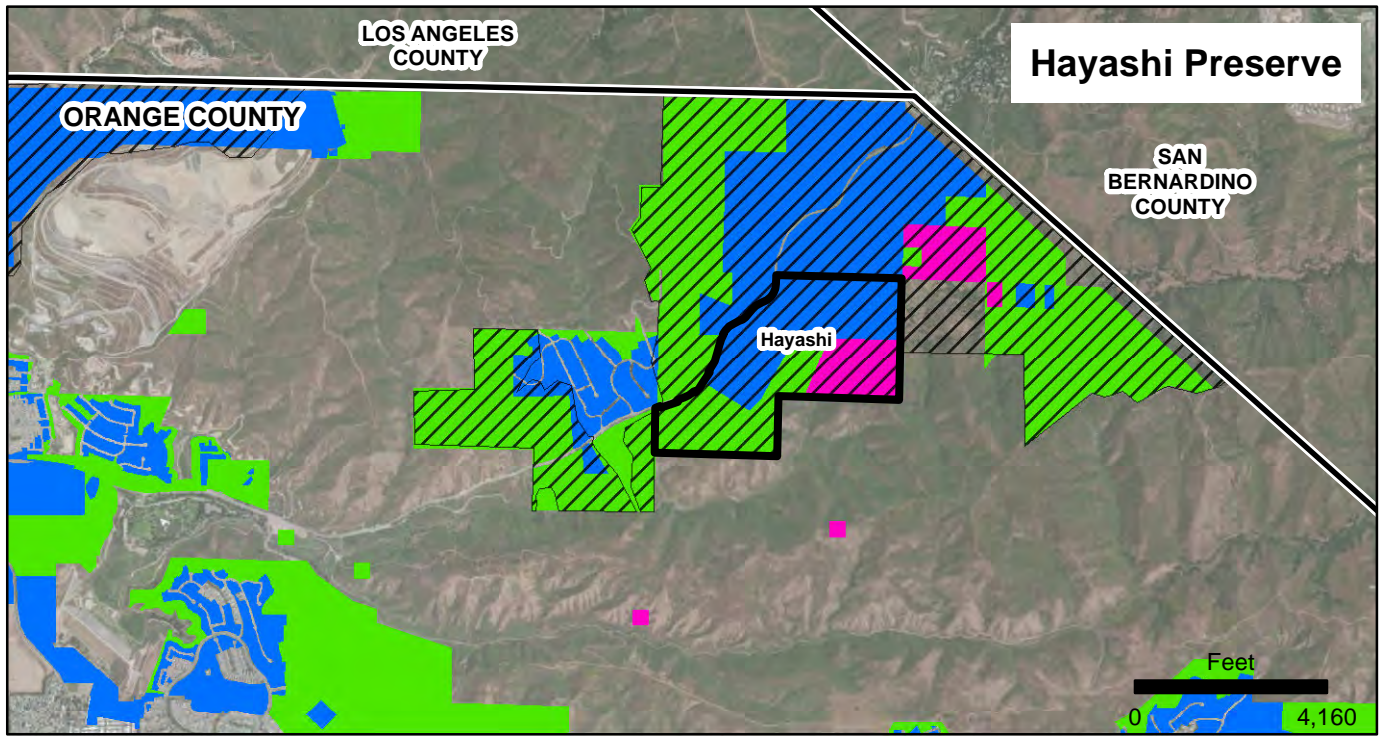 LOS ANGELES
COUNTY
Hayashi Preserve
ORANGE COUNTY
SAN
BERNARDINO
COUNTY
Hayashi
Feet
0 4,160